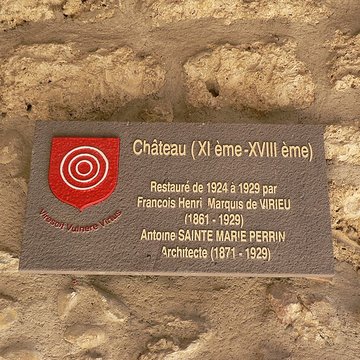 Château (XI ème-XVIII ème)
Restauré de 1924 à 1929 par
François Henri Marquis de VIRIEU
(1861 - 1929)
Antoine SAINTE MARIE PERRIN
Architecte (1871 - 1929)
Virescit Vulnere Virtus